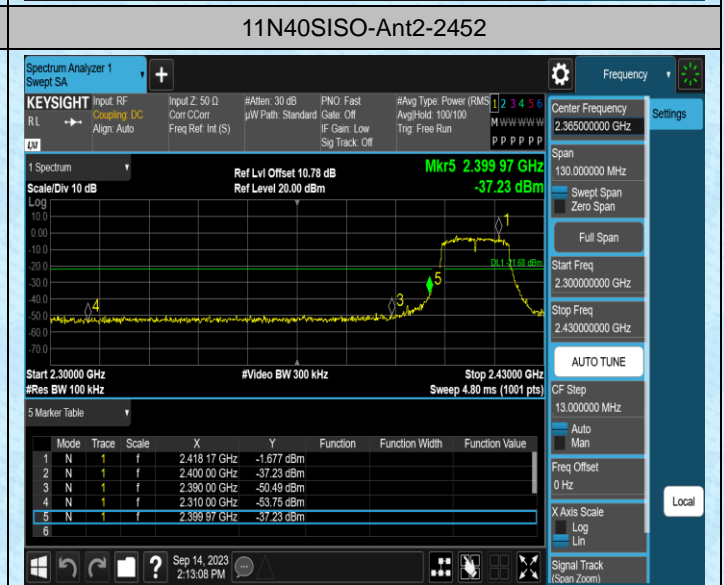 11N40SISO-Ant2-2452
Spectrum Analyzer 1
Swept SA
+
Frequency
KEYSIGHT
RL
LXI
Input: RF
Coupling: DC
Align: Auto
Input Z: 50 Ω
Corr CCorr
Freq Ref: Int (S)
#Atten: 30 dB
µW Path: Standard
PNO: Fast
Gate: Off
IF Gain: Low
Sig Track: Off
#Avg Type: Power (RMS
Avg|Hold: 100/100
Trig: Free Run
1 2 3 4 5 6
M W W W W W
P P P P P P
Center Frequency
2.365000000 GHz
Settings
Span
130.000000 MHz
Swept Span
Zero Span
Full Span
Start Freq
2.300000000 GHz
Stop Freq
2.430000000 GHz
AUTO TUNE
CF Step
13.000000 MHz
Auto
Man
Freq Offset
0 Hz
X Axis Scale
Log
Lin
Local
Signal Track
(Span Zoom)
1 Spectrum
Scale/Div 10 dB
Ref Lvl Offset 10.78 dB
Ref Level 20.00 dBm
Mkr5 2.399 97 GHz
-37.23 dBm
Log
10.0
0.00
-10.0
-20.0
-30.0
-40.0
-50.0
-60.0
-70.0
1
DL1 -21.68 dBm
5
3
4
Start 2.30000 GHz
#Res BW 100 kHz
#Video BW 300 kHz
Stop 2.43000 GHz
Sweep 4.80 ms (1001 pts)
5 Marker Table
Mode Trace Scale X Y Function Function Width Function Value
1 N 1 f 2.418 17 GHz -1.677 dBm
2 N 1 f 2.400 00 GHz -37.23 dBm
3 N 1 f 2.390 00 GHz -50.49 dBm
4 N 1 f 2.310 00 GHz -53.75 dBm
5 N 1 f 2.399 97 GHz -37.23 dBm
6
?
Sep 14, 2023
2:13:08 PM